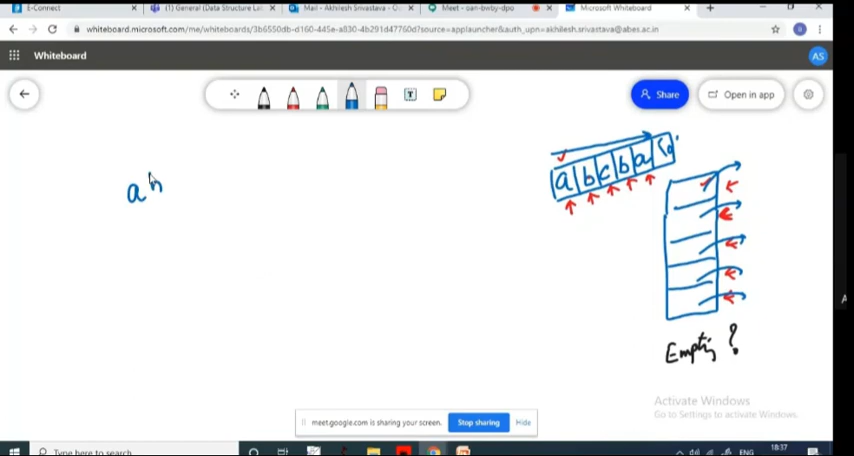 E-Connect
(1) General (Data Structure Lab
Mail - Akhilesh Srivastava - O
Meet - oan-bwby-dpo
Microsoft Whiteboard
whiteboard.microsoft.com/me/whiteboards/3b6550db-d160-445e-a830-4b291d47760d?source=applauncher&auth_upn=akhilesh.srivastava@abes.ac.in
Whiteboard
AS
T
Share
Open in app
a b c b a \0
a n
Empty ?
Activate Windows
Go to Settings to activate Windows.
meet.google.com is sharing your screen.
Stop sharing
Hide
Type here to search
ENG
18:37